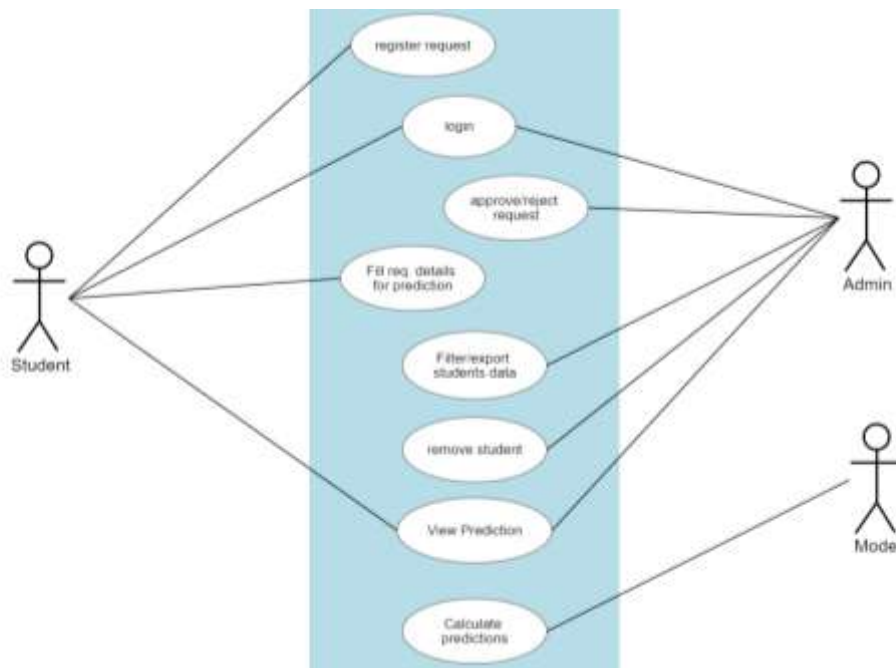 register request
login
approve/reject
request
Fill req. details
for prediction
Student
Admin
Filter/export
students data
remove student
View Prediction
Mode
Calculate
predictions